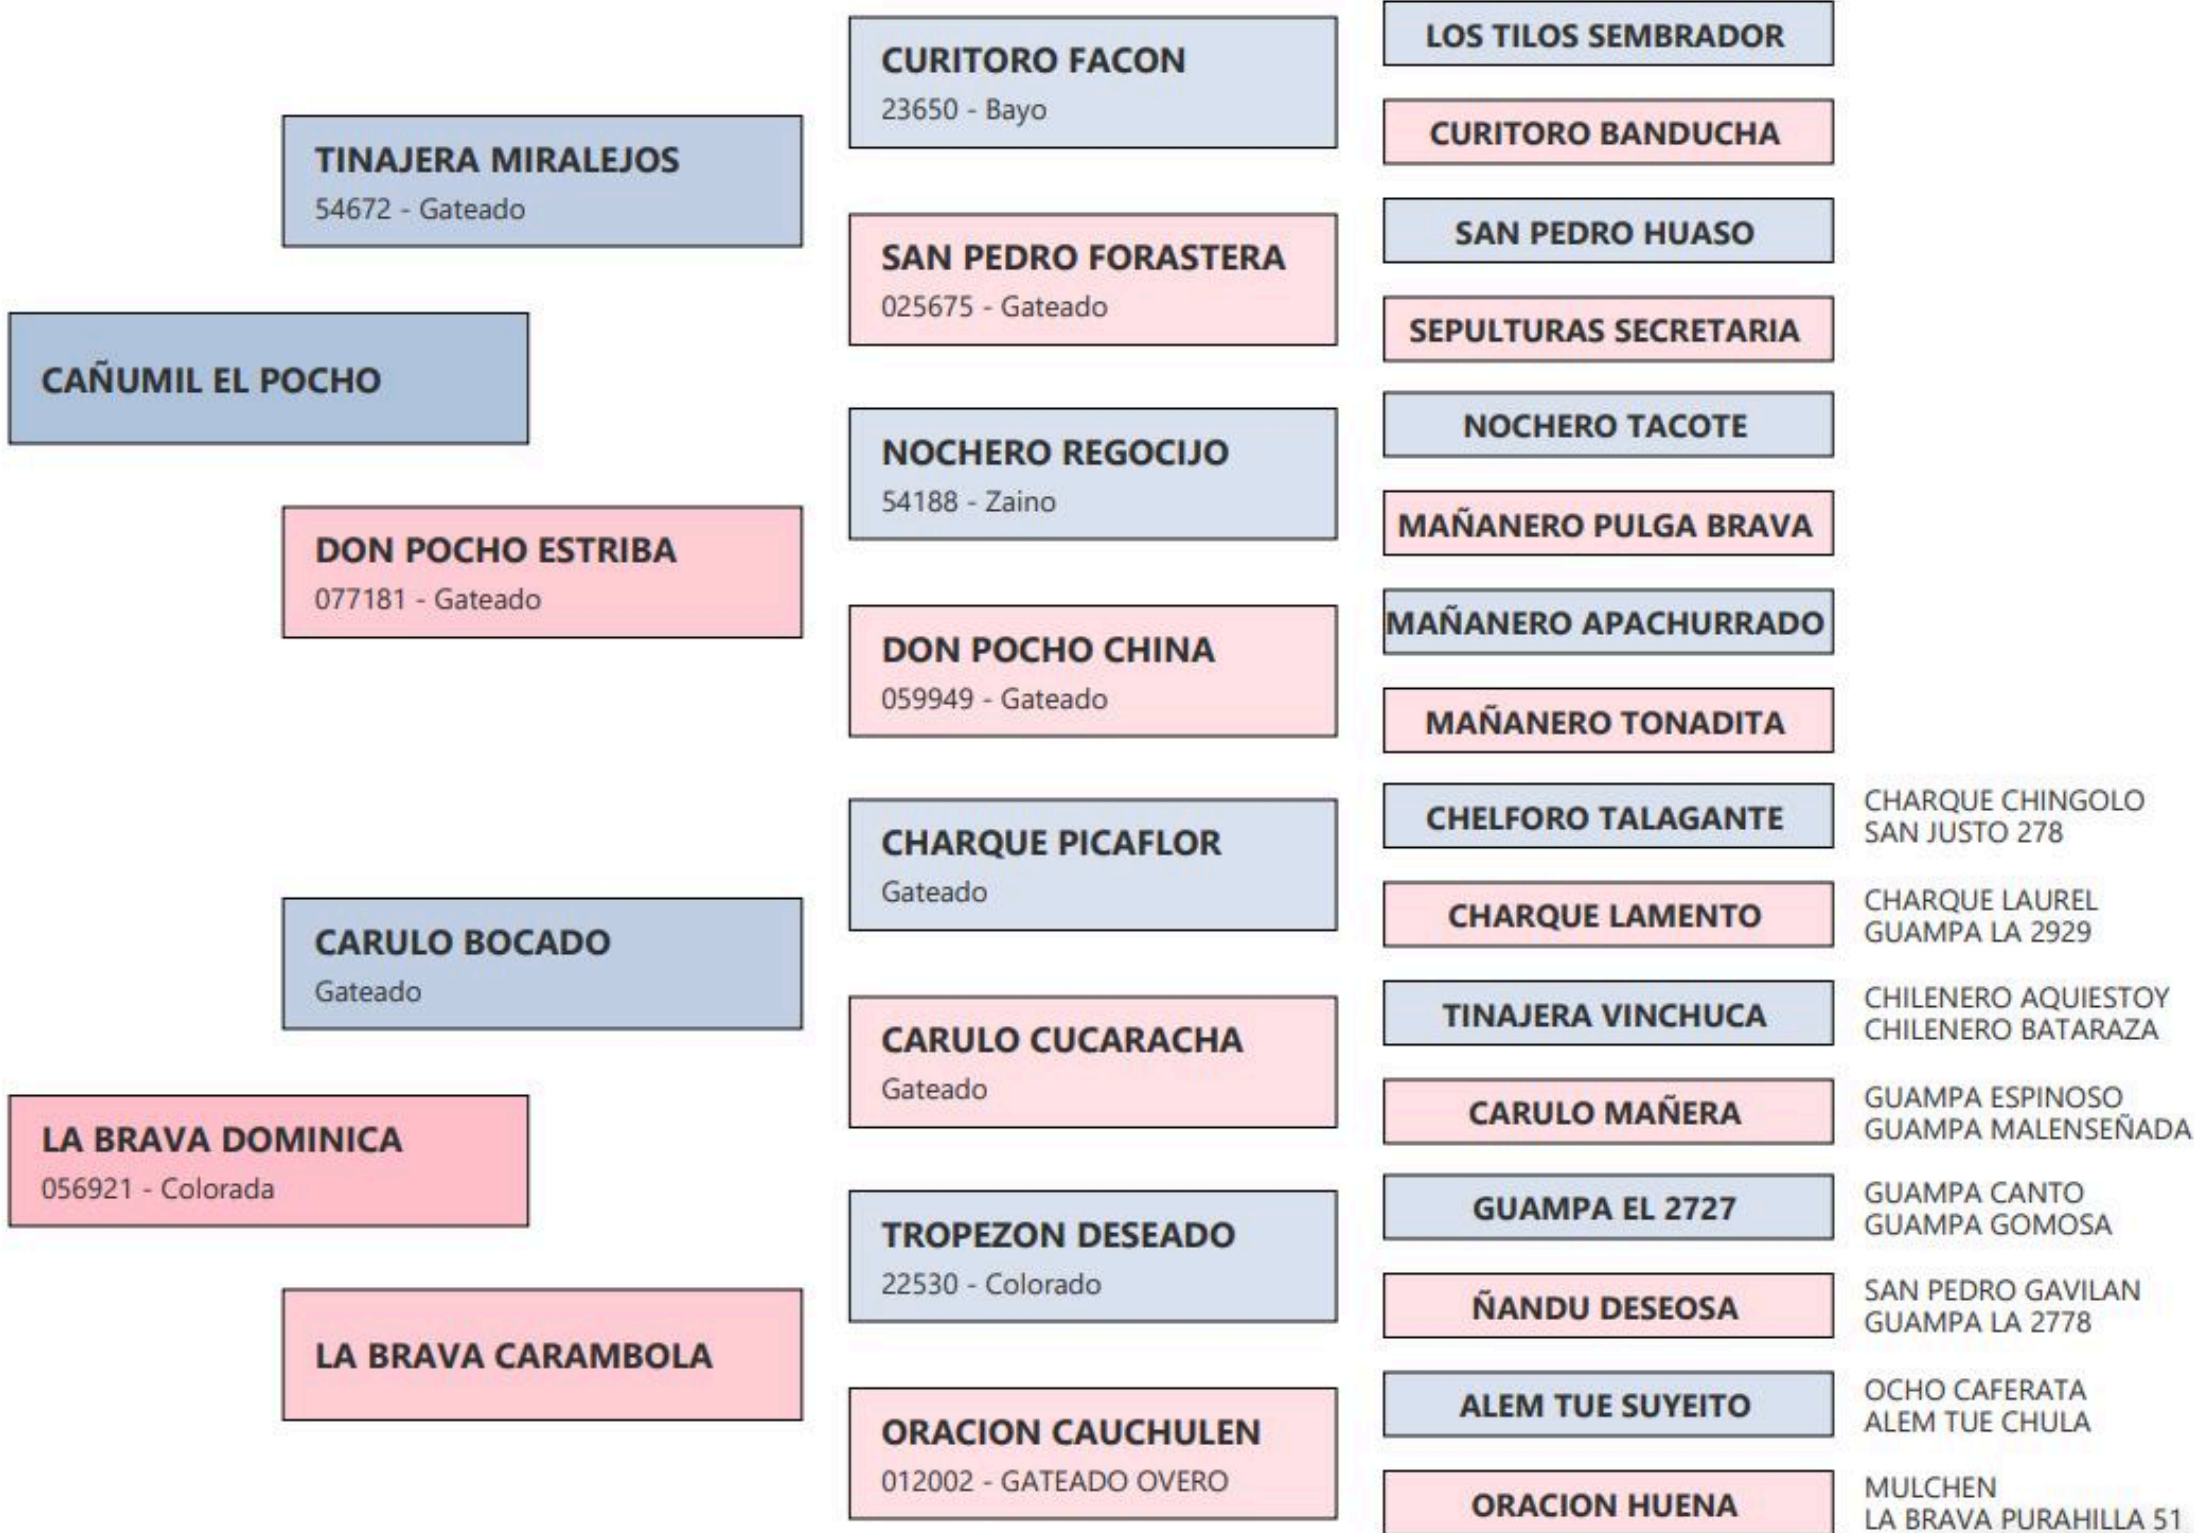 CAÑUMIL EL POCHO
LA BRAVA DOMINICA
056921 - Colorada
TINAJERA MIRALEJOS
54672 - Gateado
DON POCHO ESTRIBA
077181 - Gateado
CARULO BOCADO
Gateado
LA BRAVA CARAMBOLA
CURITORO FACON
23650 - Bayo
SAN PEDRO FORASTERA
025675 - Gateado
NOCHERO REGOCIJO
54188 - Zaino
DON POCHO CHINA
059949 - Gateado
CHARQUE PICAFLOR
Gateado
CARULO CUCARACHA
Gateado
TROPEZON DESEADO
22530 - Colorado
ORACION CAUCHULEN
012002 - GATEADO OVERO
LOS TILOS SEMBRADOR
CURITORO BANDUCHA
SAN PEDRO HUASO
SEPULTURAS SECRETARIA
NOCHERO TACOTE
MAÑANERO PULGA BRAVA
MAÑANERO APACHURRADO
MAÑANERO TONADITA
CHELFORO TALAGANTE
CHARQUE LAMENTO
TINAJERA VINCHUCA
CARULO MAÑERA
GUAMPA EL 2727
ÑANDU DESEOSA
ALEM TUE SUYEITO
ORACION HUENA
CHARQUE CHINGOLO
SAN JUSTO 278
CHARQUE LAUREL
GUAMPA LA 2929
CHILENERO AQUIESTOY
CHILENERO BATARAZA
GUAMPA ESPINOSO
GUAMPA MALENSEÑADA
GUAMPA CANTO
GUAMPA GOMOSA
SAN PEDRO GAVILAN
GUAMPA LA 2778
OCHO CAFERATA
ALEM TUE CHULA
MULCHEN
LA BRAVA PURAHILLA 51